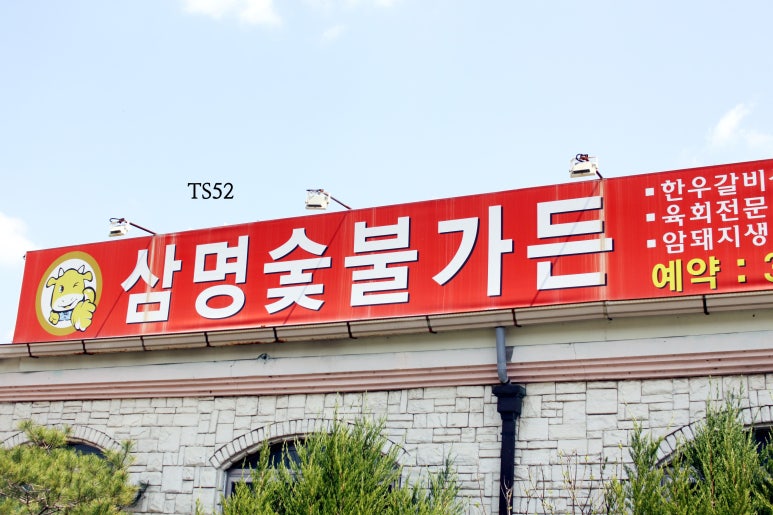 TS52
삼명숯불가든
▪한우갈비
▪육회전문
▪암돼지생
예약 : 3